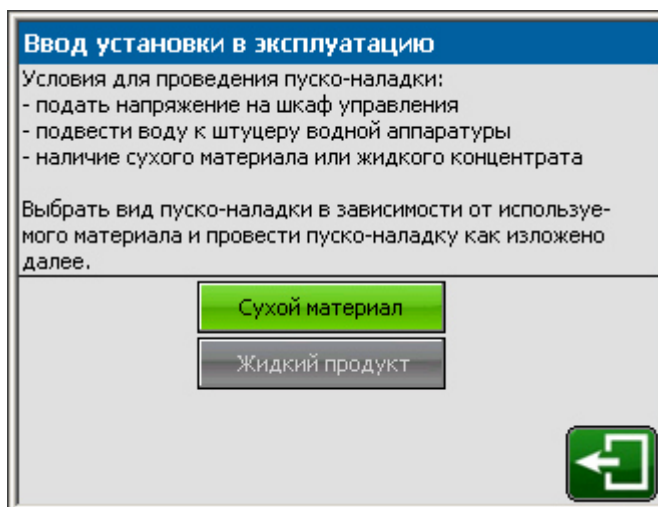 Ввод установки в эксплуатацию
Условия для проведения пуско-наладки:
- подать напряжение на шкаф управления
- подвести воду к штуцеру водной аппаратуры
- наличие сухого материала или жидкого концентрата
Выбрать вид пуско-наладки в зависимости от используе-
мого материала и провести пуско-наладку как изложено
далее.
Сухой материал
Жидкий продукт